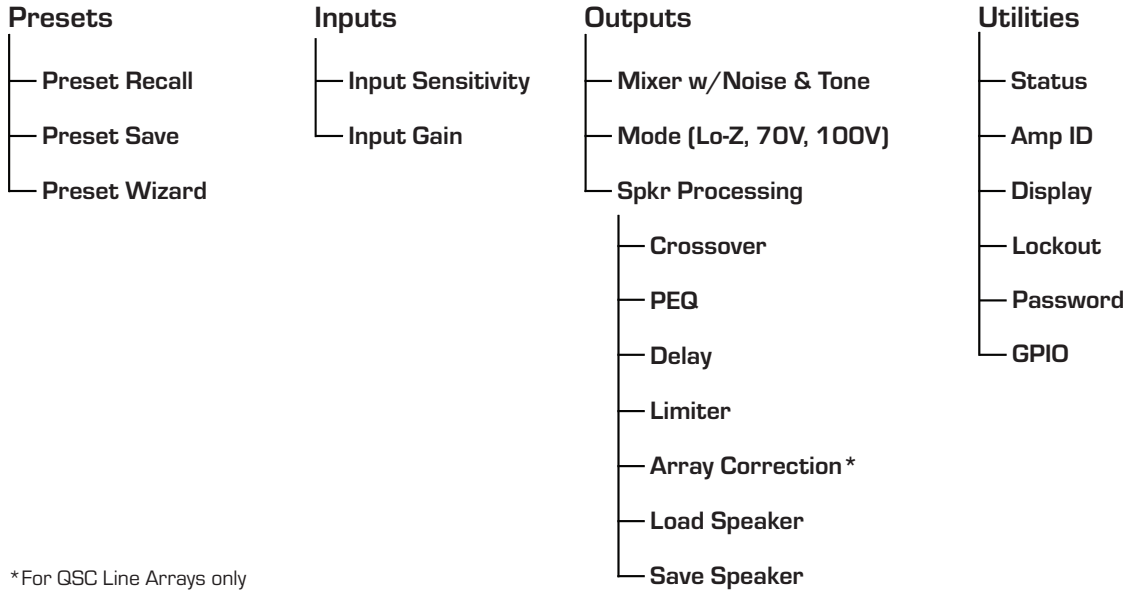 Presets
Preset Recall
Preset Save
Preset Wizard
Inputs
Input Sensitivity
Input Gain
Outputs
Mixer w/Noise & Tone
Mode (Lo-Z, 70V, 100V)
Spkr Processing
Crossover
PEQ
Delay
Limiter
Array Correction*
Load Speaker
Save Speaker
Utilities
Status
Amp ID
Display
Lockout
Password
GPIO
*For QSC Line Arrays only